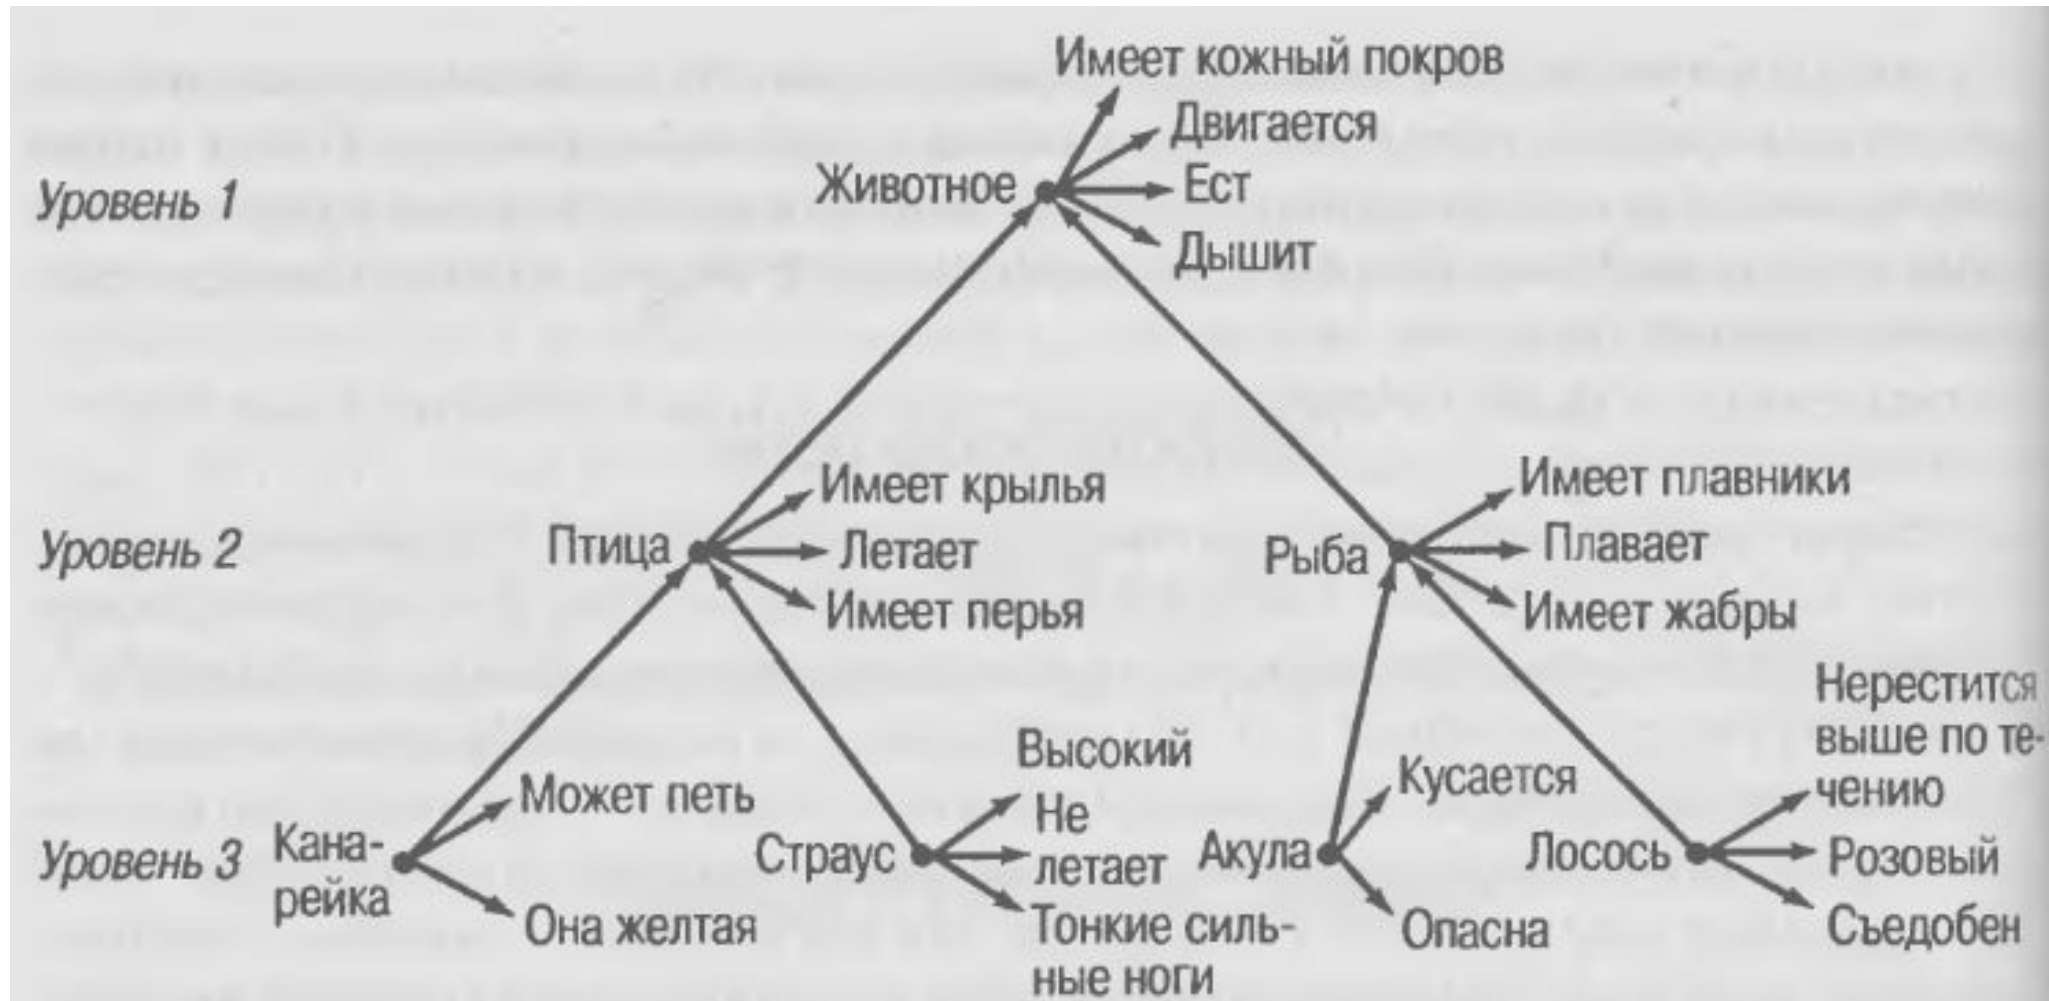 Имеет кожный покров
Двигается
Уровень 1
Животное
Ест
Дышит
Имеет крылья
Уровень 2
Птица
Летает
Имеет перья
Имеет плавники
Рыба
Плавает
Имеет жабры
Уровень 3
Кана-
рейка
Может петь
Она желтая
Страус
Высокий
Не
летает
Тонкие силь-
ные ноги
Акула
Кусается
Опасна
Лосось
Нерестится
выше по те-
чению
Розовый
Съедобен